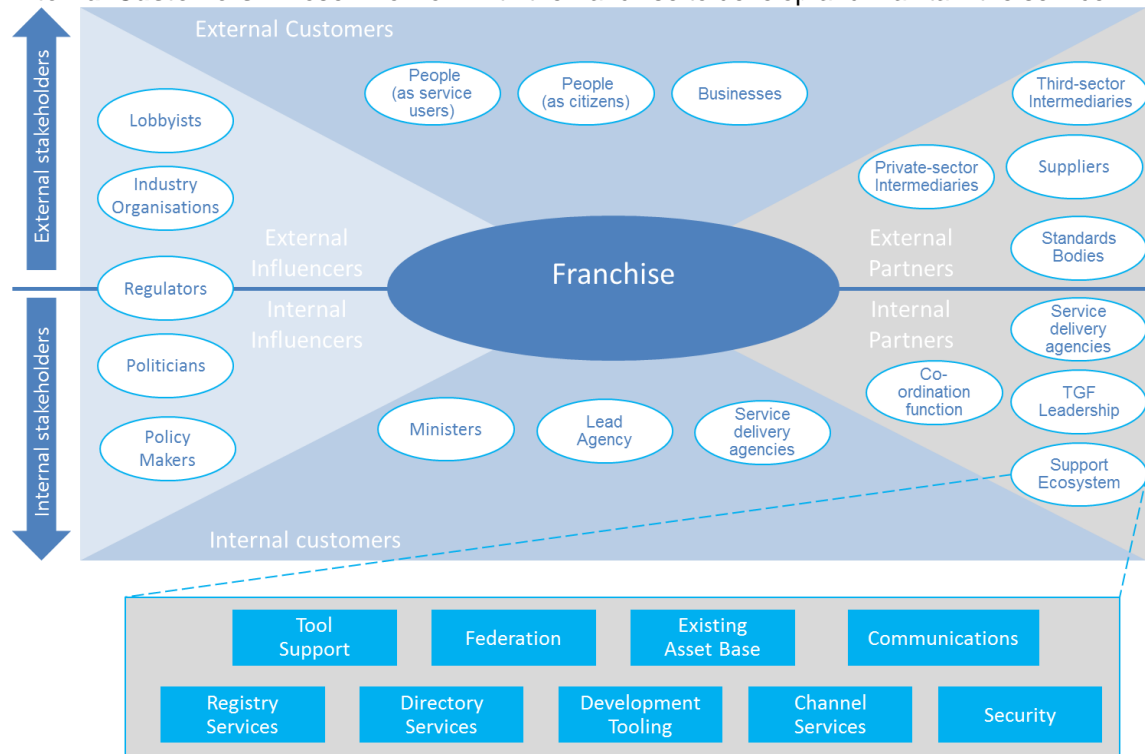 External Customers
People
(as service
users)
People
(as citizens)
Businesses
Third-sector
Intermediaries
Lobbyists
Private-sector
Intermediaries
Suppliers
Industry
Organisations
External
Influencers
External
Partners
Standards
Bodies
Franchise
Regulators
Internal
Influencers
Internal
Partners
Service
delivery
agencies
Politicians
Co-
ordination
function
TGF
Leadership
Ministers
Lead
Agency
Service
delivery
agencies
Policy
Makers
Support
Ecosystem
Internal customers
External stakeholders
Internal stakeholders
Tool
Support
Federation
Existing
Asset Base
Communications
Registry
Services
Directory
Services
Development
Tooling
Channel
Services
Security